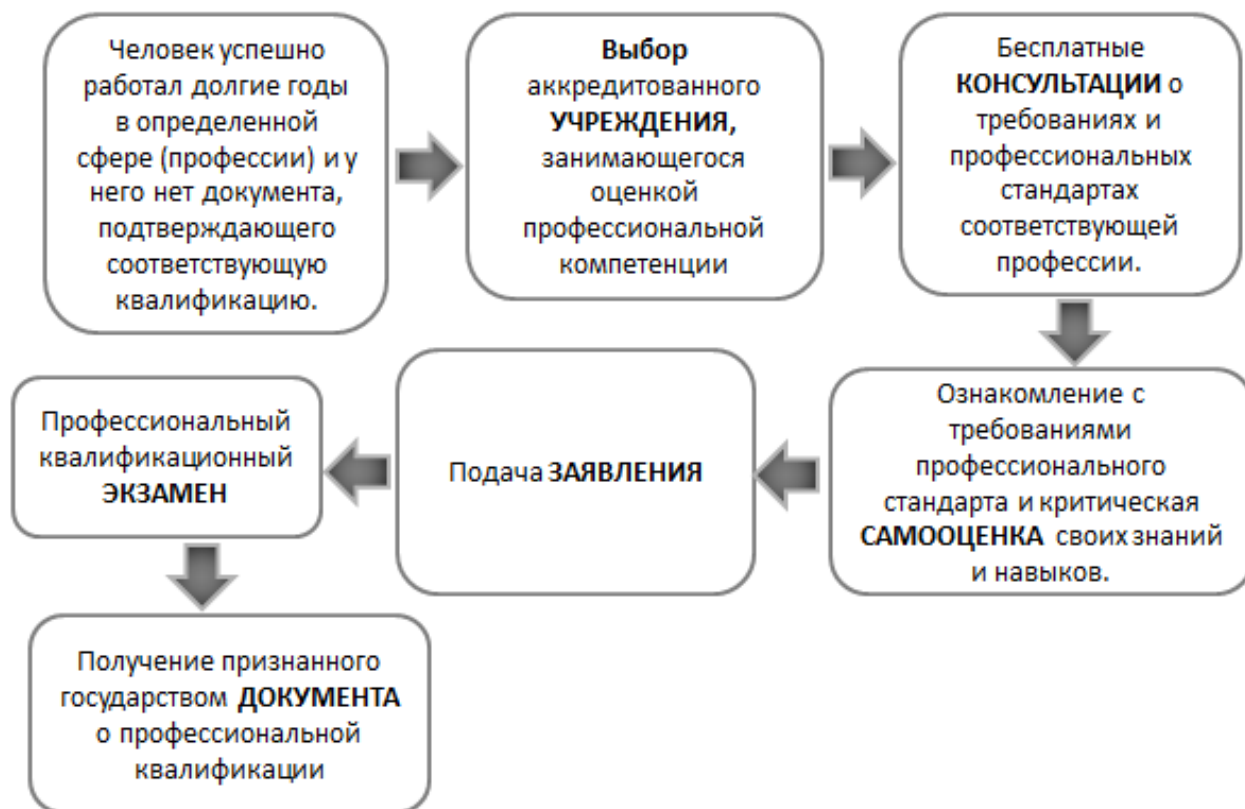 Человек успешно
работал долгие годы
в определенной
сфере (профессии) и у
него нет документа,
подтверждающего
соответствующую
квалификацию.
Выбор
аккредитованного
УЧРЕЖДЕНИЯ,
занимающегося
оценкой
профессиональной
компетенции
Бесплатные
КОНСУЛЬТАЦИИ о
требованиях и
профессиональных
стандартах
соответствующей
профессии.
Ознакомление с
требованиями
профессионального
стандарта и критическая
САМООЦЕНКА своих знаний
и навыков.
Подача ЗАЯВЛЕНИЯ
Профессиональный
квалификационный
ЭКЗАМЕН
Получение признанного
государством ДОКУМЕНТА
о профессиональной
квалификации